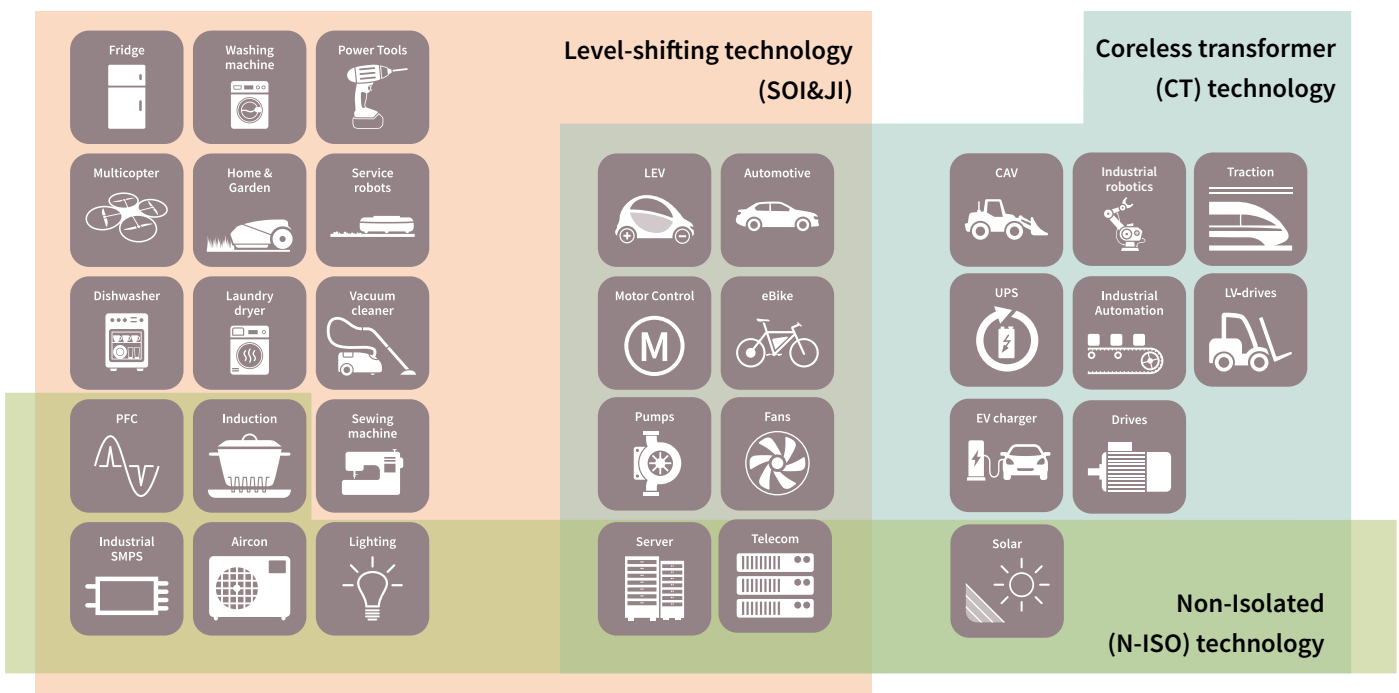 Level-shifting technology
(SOI&JI)
Coreless transformer
(CT) technology
Fridge
Washing
machine
Power Tools
Multicopter
Home &
Garden
Service
robots
LEV
Automotive
CAV
Industrial
robotics
Traction
Dishwasher
Laundry
dryer
Vacuum
cleaner
Motor Control
M
eBike
UPS
Industrial
Automation
LV-drives
PFC
Induction
Sewing
machine
Pumps
Fans
EV charger
Drives
Industrial
SMPS
Aircon
Lighting
Server
Telecom
Solar
Non-Isolated
(N-ISO) technology